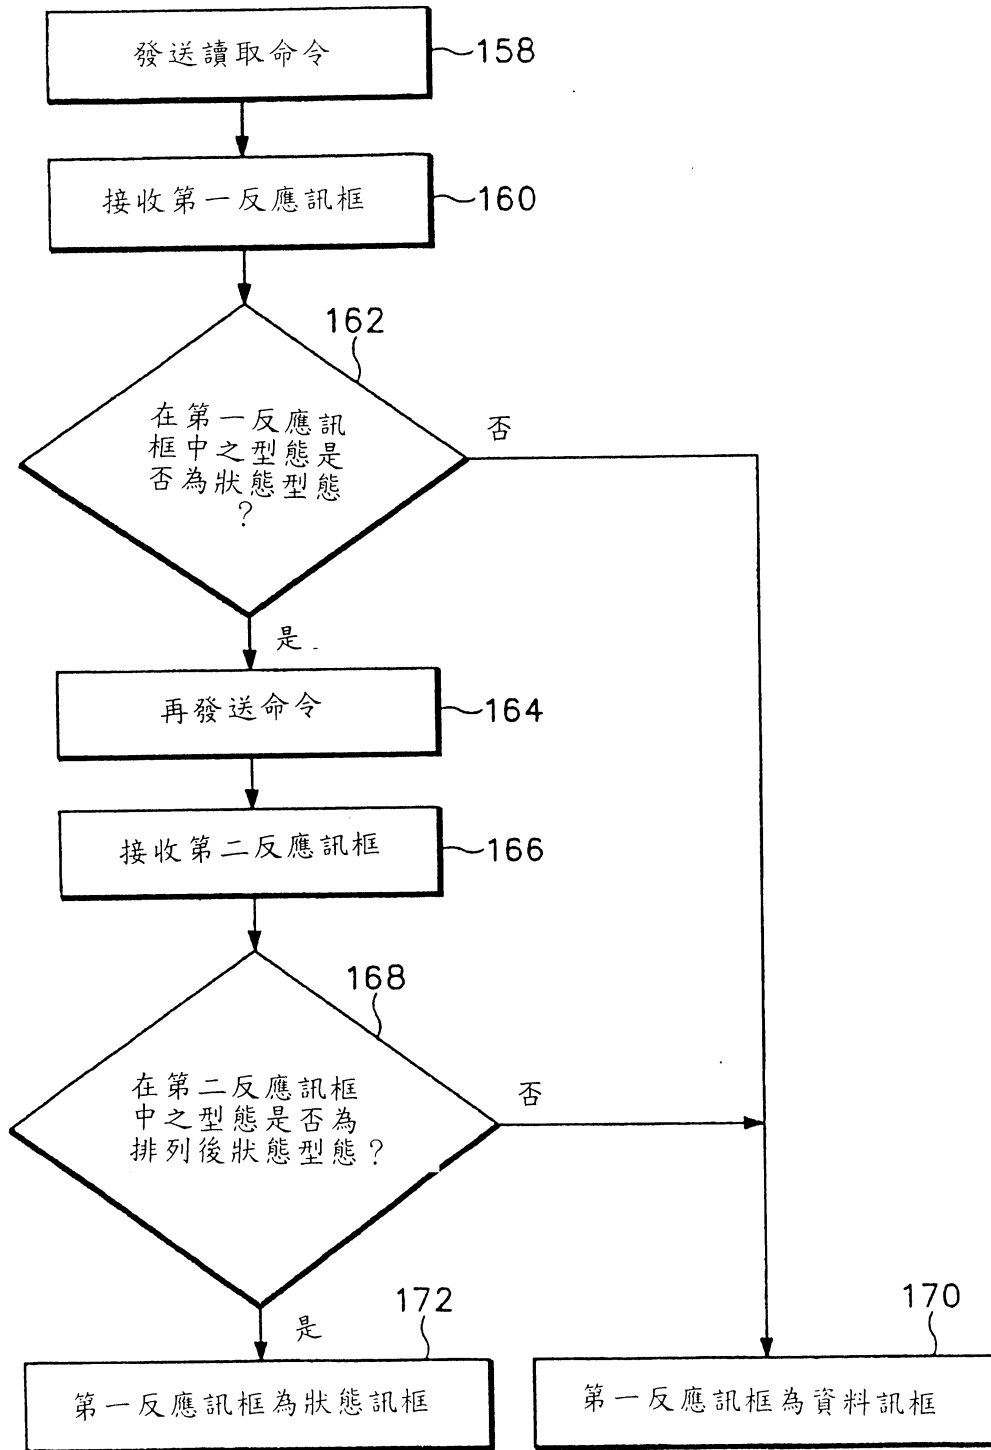 發送讀取命令
158
接收第一反應訊框
160
162
在第一反應訊
框中之型態是
否為狀態型態
?
否
是
再發送命令
164
接收第二反應訊框
166
168
在第二反應訊框
中之型態是否為
排列後狀態型態?
否
是
172
第一反應訊框為狀態訊框
170
第一反應訊框為資料訊框